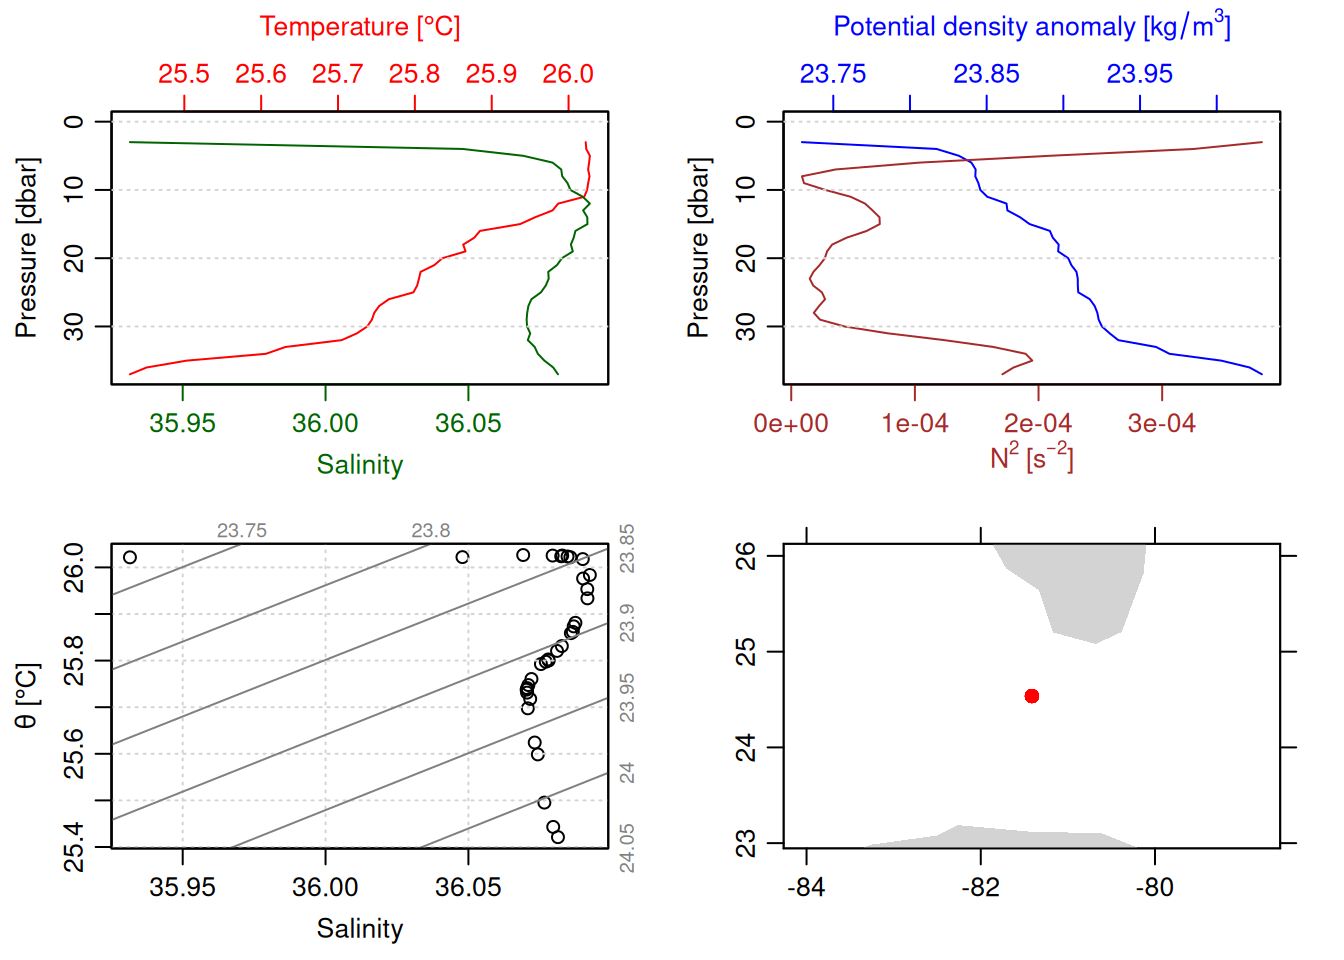 Temperature [°C]
25.5 25.6 25.7 25.8 25.9 26.0
Pressure [dbar]
0
10
20
30
35.95 36.00 36.05
Salinity
Potential density anomaly [kg/m³]
23.75 23.85 23.95
Pressure [dbar]
0
10
20
30
0e+00 1e-04 2e-04 3e-04
N² [s⁻²]
23.75 23.8
23.85
23.9
23.95
24
24.05
θ [°C]
26.0
25.8
25.6
25.4
35.95 36.00 36.05
Salinity
26
25
24
23
-84 -82 -80